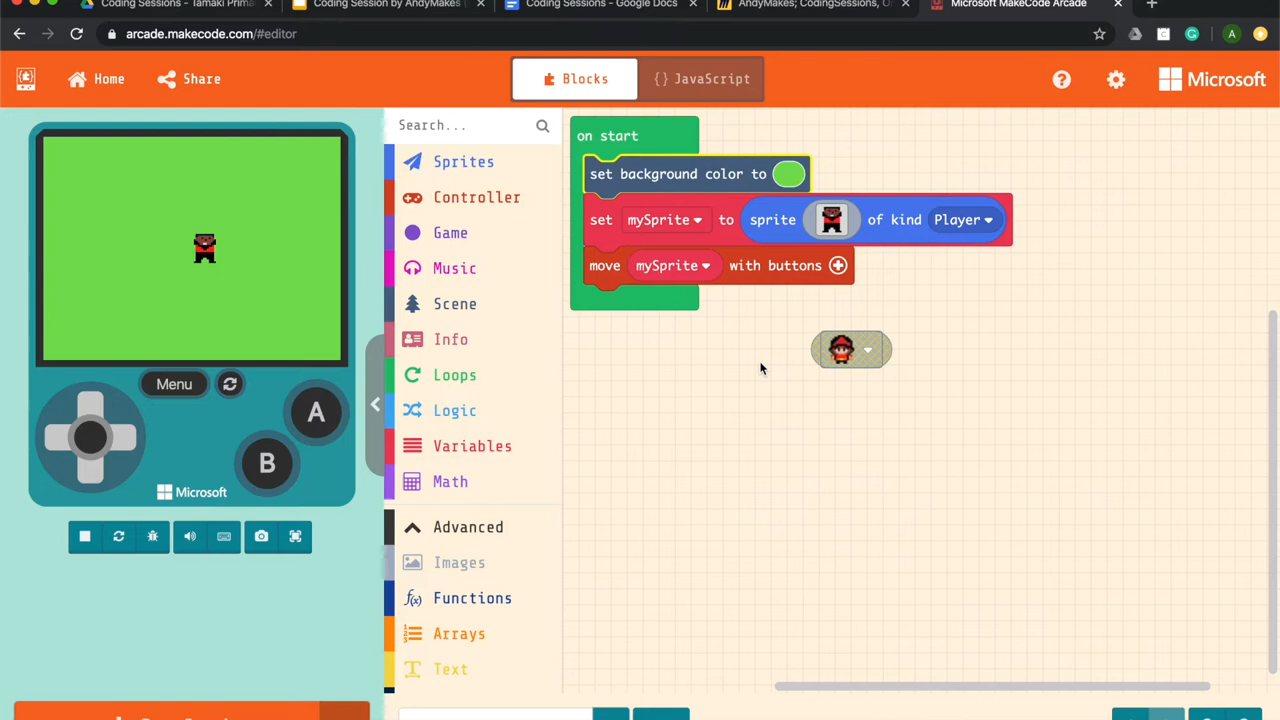 Coding Sessions - Tamaki Prima
Coding Session by AndyMakes (
Coding Sessions - Google Docs
AndyMakes; CodingSessions, O
Microsoft MakeCode Arcade
arcade.makecode.com/#editor
A
Home
Share
Blocks
{} JavaScript
Microsoft
Search...
on start
Sprites
set background color to
Controller
set mySprite to sprite of kind Player
Game
move mySprite with buttons
Music
Scene
Info
Loops
Menu
A
Logic
B
Variables
Math
Microsoft
Advanced
Images
f(x) Functions
Arrays
Text